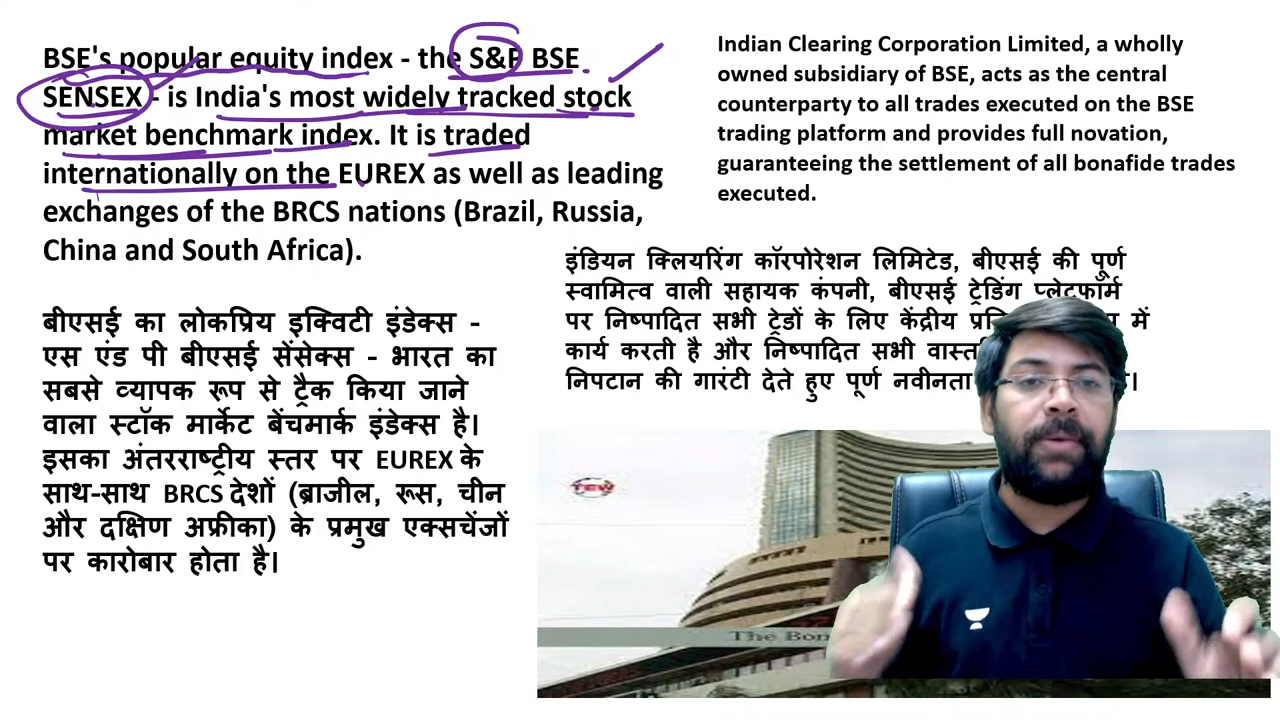 BSE's popular equity index - the S&P BSE
SENSEX - is India's most widely tracked stock
market benchmark index. It is traded
internationally on the EUREX as well as leading
exchanges of the BRCS nations (Brazil, Russia,
China and South Africa).
बीएसई का लोकप्रिय इक्विटी इंडेक्स -
एस एंड पी बीएसई सेंसेक्स - भारत का
सबसे व्यापक रूप से ट्रैक किया जाने
वाला स्टॉक मार्केट बेंचमार्क इंडेक्स है।
इसका अंतरराष्ट्रीय स्तर पर EUREX के
साथ-साथ BRCS देशों (ब्राजील, रूस, चीन
और दक्षिण अफ्रीका) के प्रमुख एक्सचेंजों
पर कारोबार होता है।
Indian Clearing Corporation Limited, a wholly
owned subsidiary of BSE, acts as the central
counterparty to all trades executed on the BSE
trading platform and provides full novation,
guaranteeing the settlement of all bonafide trades
executed.
इंडियन क्लियरिंग कॉरपोरेशन लिमिटेड, बीएसई की पूर्ण
स्वामित्व वाली सहायक कंपनी, बीएसई ट्रेडिंग प्लेटफॉर्म
पर निष्पादित सभी ट्रेडों के लिए केंद्रीय में
कार्य करती है और निष्पादित सभी
निपटान की गारंटी देते हुए पूर्ण नवीनता
TEW
The Bom